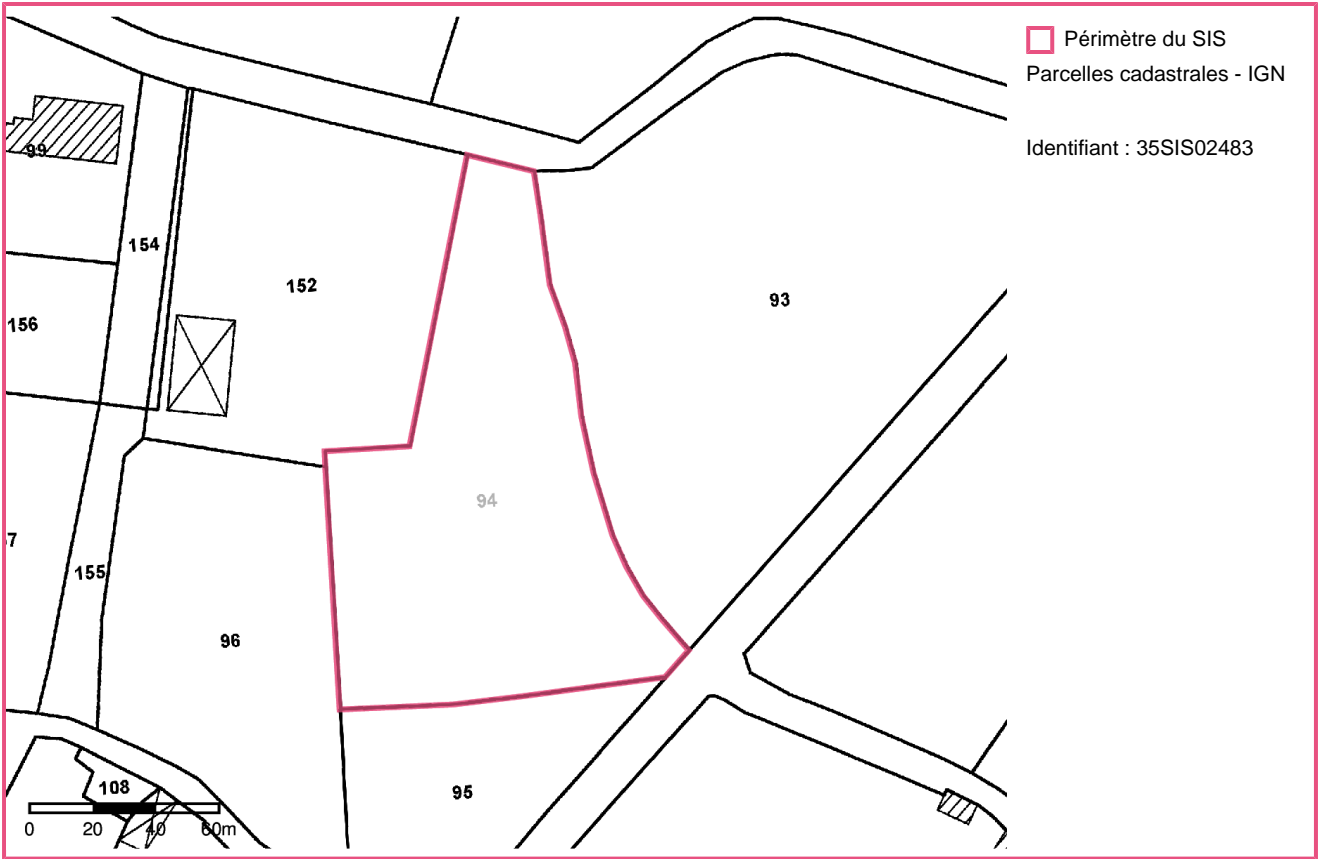 Périmètre du SIS
Parcelles cadastrales - IGN
Identifiant : 35SIS02483
99
154
152
156
93
94
7
155
96
108
95
0 20 40 60m